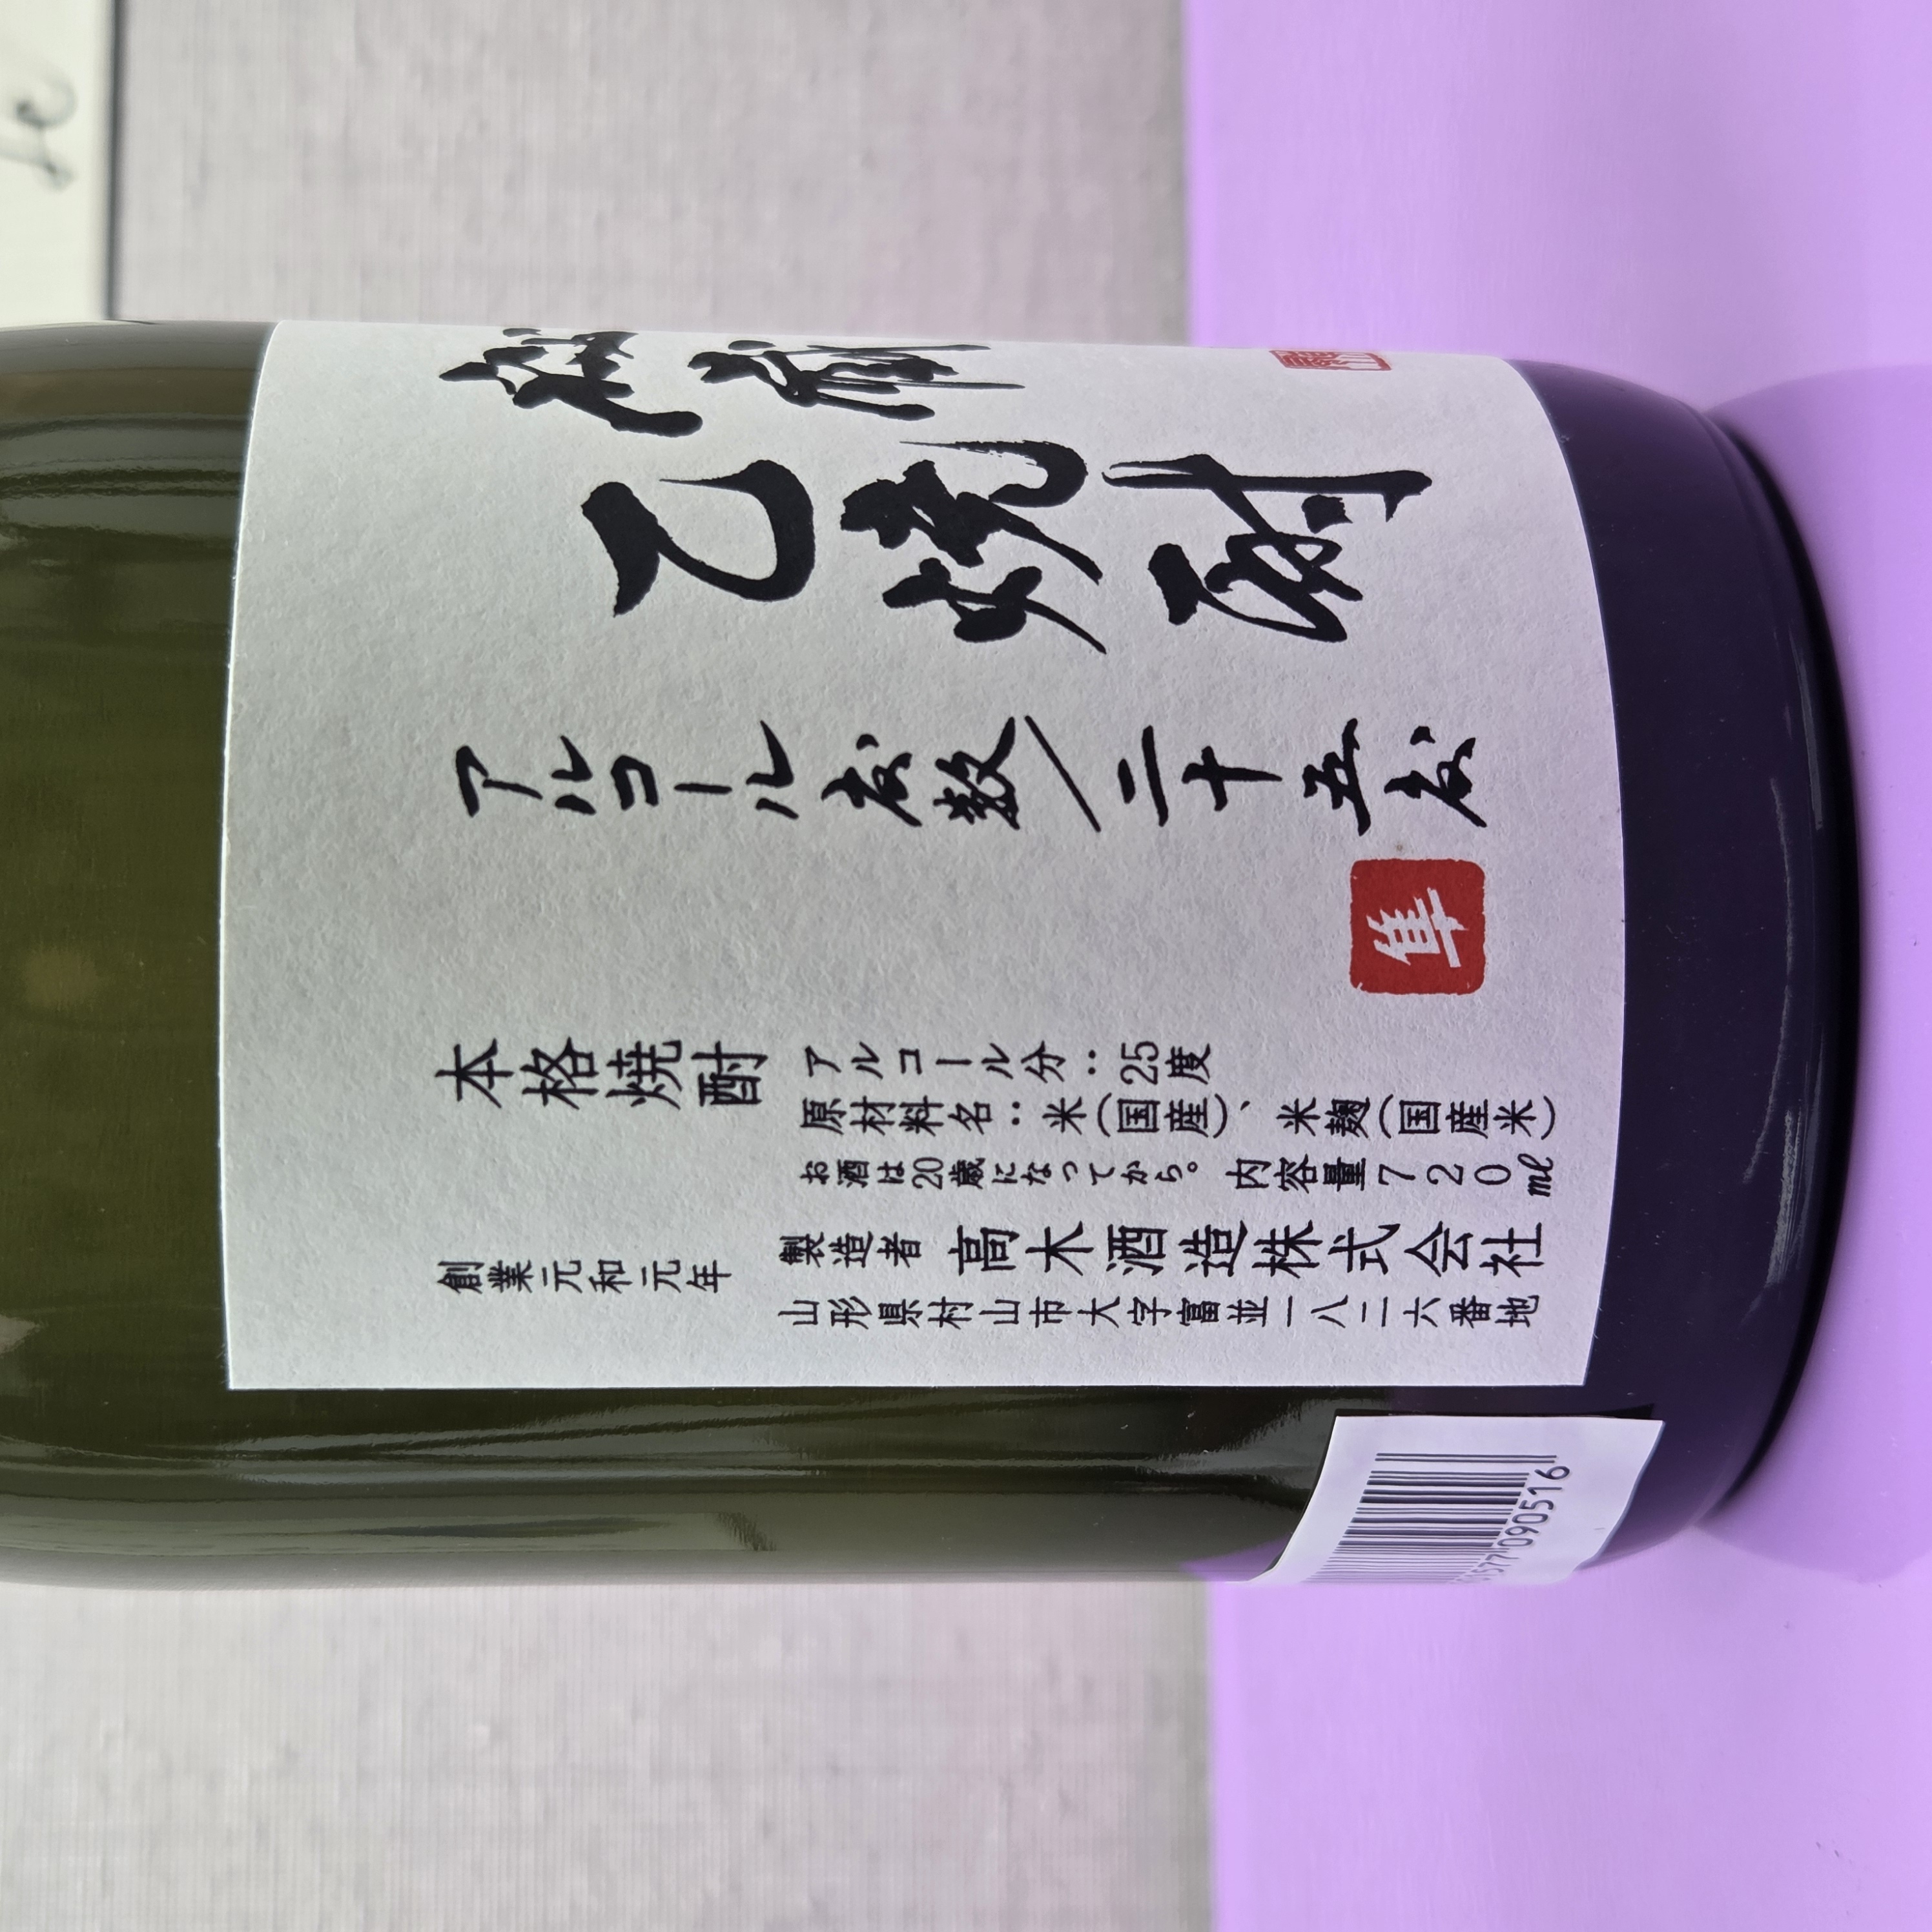 乙焼酎
アルコール度数/二十五度
隼
本格焼酎
アルコール分：25度
原材料名：米(国産)、米麹(国産米)
お酒は20歳になってから。 内容量720㎖
創業元和元年
製造者 高木酒造株式会社
山形県村山市大字富並一八二六番地
090516